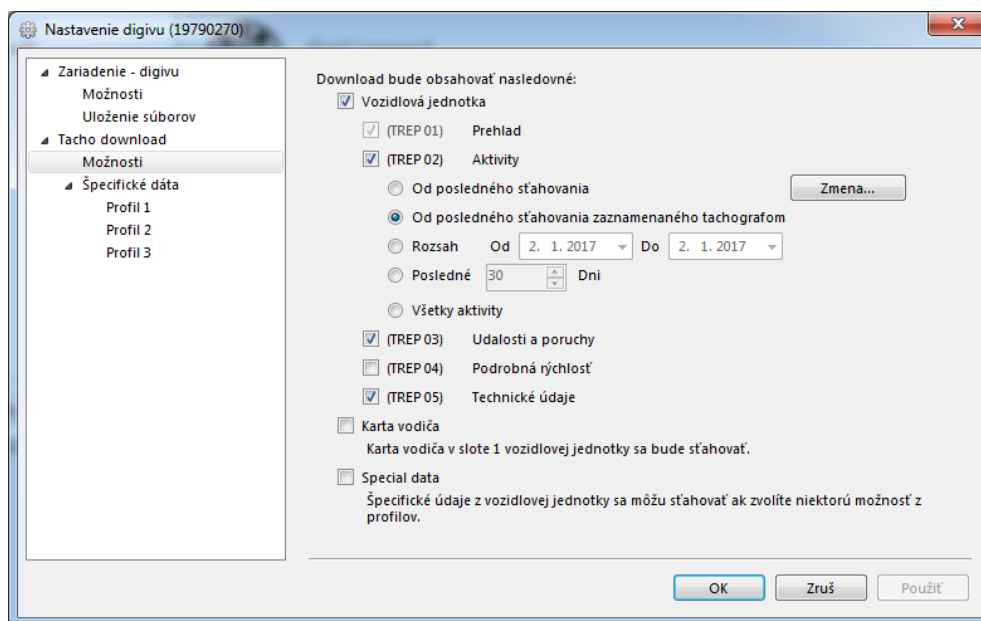 Nastavenie digivu (19790270)
Zariadenie - digivu
Možnosti
Uloženie súborov
Tacho download
Možnosti
Špecifické dáta
Profil 1
Profil 2
Profil 3
Download bude obsahovať nasledovné:
Vozidlová jednotka
(TREP 01) Prehlad
(TREP 02) Aktivity
Od posledného sťahovania Zmena...
Od posledného sťahovania zaznamenaného tachografom
Rozsah Od 2. 1. 2017 Do 2. 1. 2017
Posledné 30 Dni
Všetky aktivity
(TREP 03) Udalosti a poruchy
(TREP 04) Podrobná rýchlosť
(TREP 05) Technické údaje
Karta vodiča
Karta vodiča v slote 1 vozidlovej jednotky sa bude sťahovať.
Special data
Špecifické údaje z vozidlovej jednotky sa môžu sťahovať ak zvolíte niektorú možnosť z
profilov.
OK Zruš Použiť